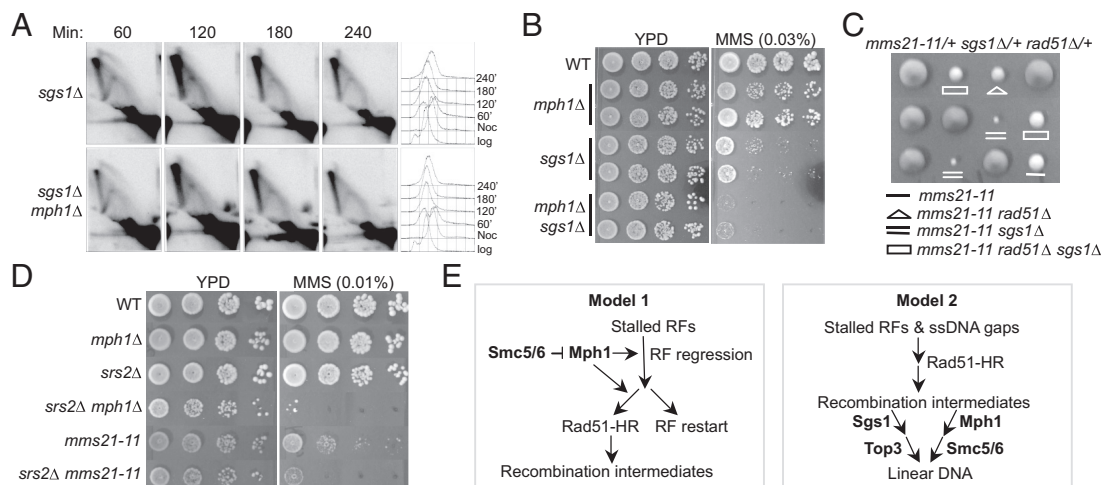 A
Min: 60 120 180 240
sgs1Δ
240'
180'
120'
60'
Noc
log
sgs1Δ
mph1Δ
240'
180'
120'
60'
Noc
log
B
YPD MMS (0.03%)
WT
mph1Δ
sgs1Δ
mph1Δ
sgs1Δ
C
mms21-11/+ sgs1Δ/+ rad51Δ/+
mms21-11
mms21-11 rad51Δ
mms21-11 sgs1Δ
mms21-11 rad51Δ sgs1Δ
D
YPD MMS (0.01%)
WT
mph1Δ
srs2Δ
srs2Δ mph1Δ
mms21-11
srs2Δ mms21-11
E
Model 1
Stalled RFs
Smc5/6 Mph1 RF regression
Rad51-HR RF restart
Recombination intermediates
Model 2
Stalled RFs & ssDNA gaps
Rad51-HR
Recombination intermediates
Sgs1 Mph1
Top3 Smc5/6
Linear DNA